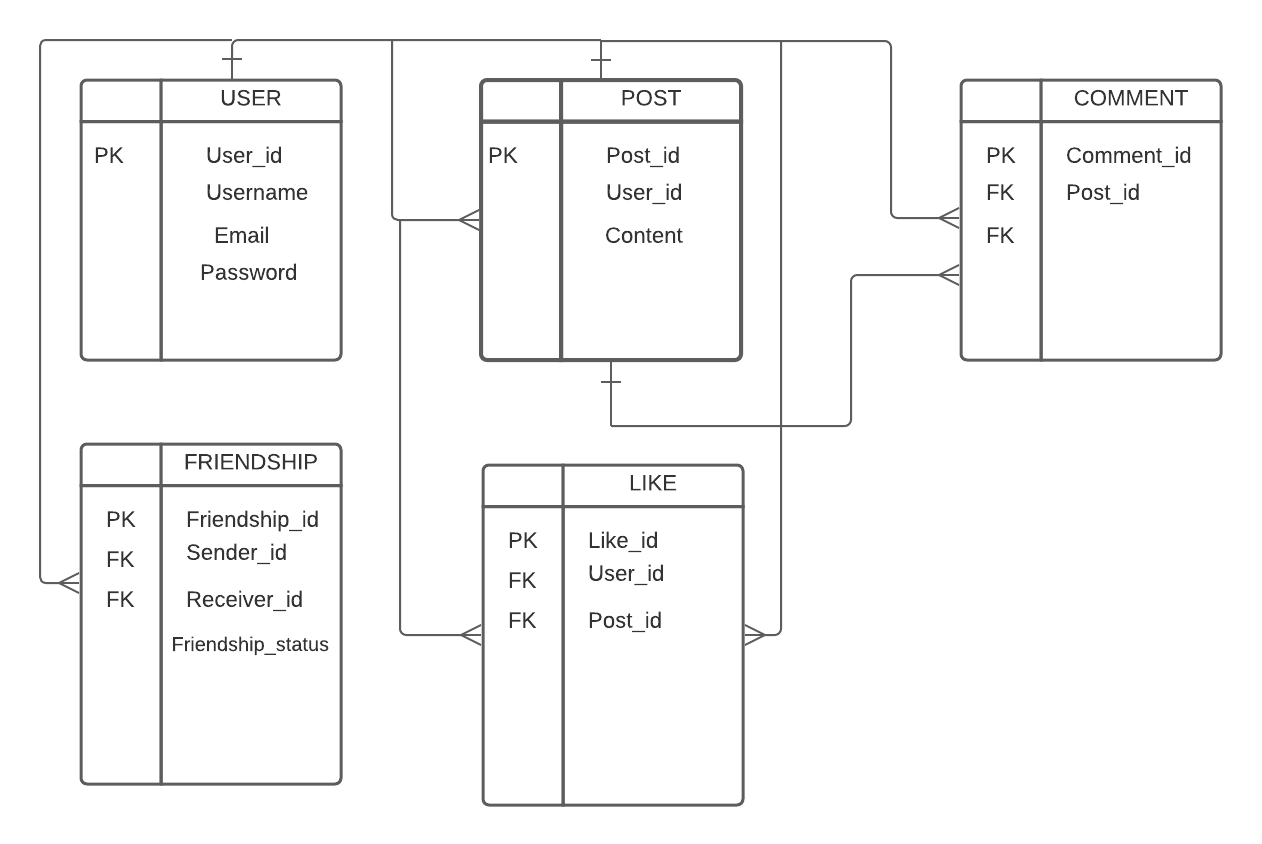 USER
PK User_id
Username
Email
Password
POST
PK Post_id
User_id
Content
COMMENT
PK Comment_id
FK Post_id
FK
FRIENDSHIP
PK Friendship_id
FK Sender_id
FK Receiver_id
Friendship_status
LIKE
PK Like_id
FK User_id
FK Post_id